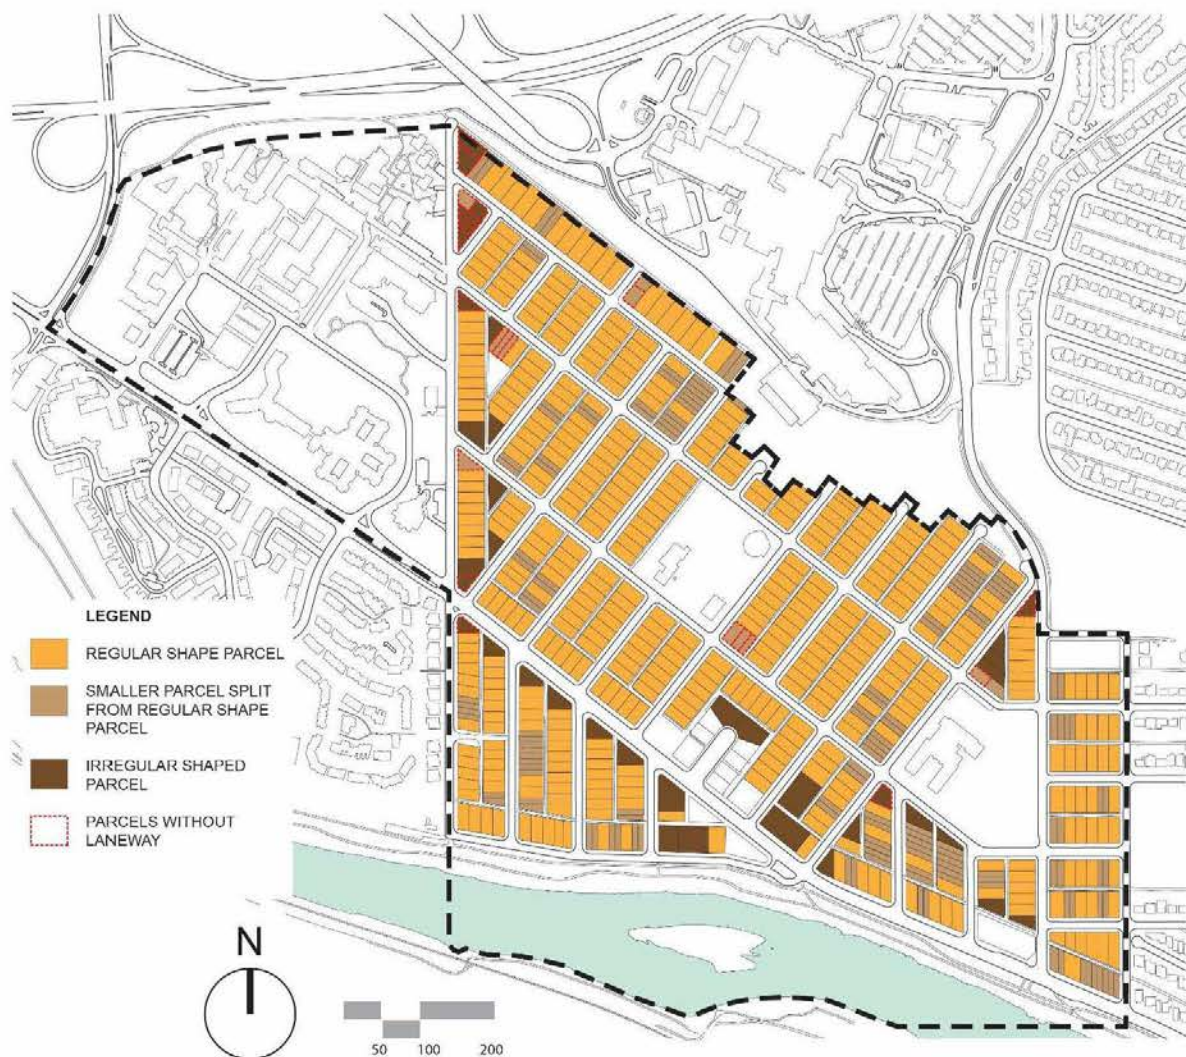 LEGEND
REGULAR SHAPE PARCEL
SMALLER PARCEL SPLIT
FROM REGULAR SHAPE
PARCEL
IRREGULAR SHAPED
PARCEL
PARCELS WITHOUT
LANEWAY
N
50 100 200